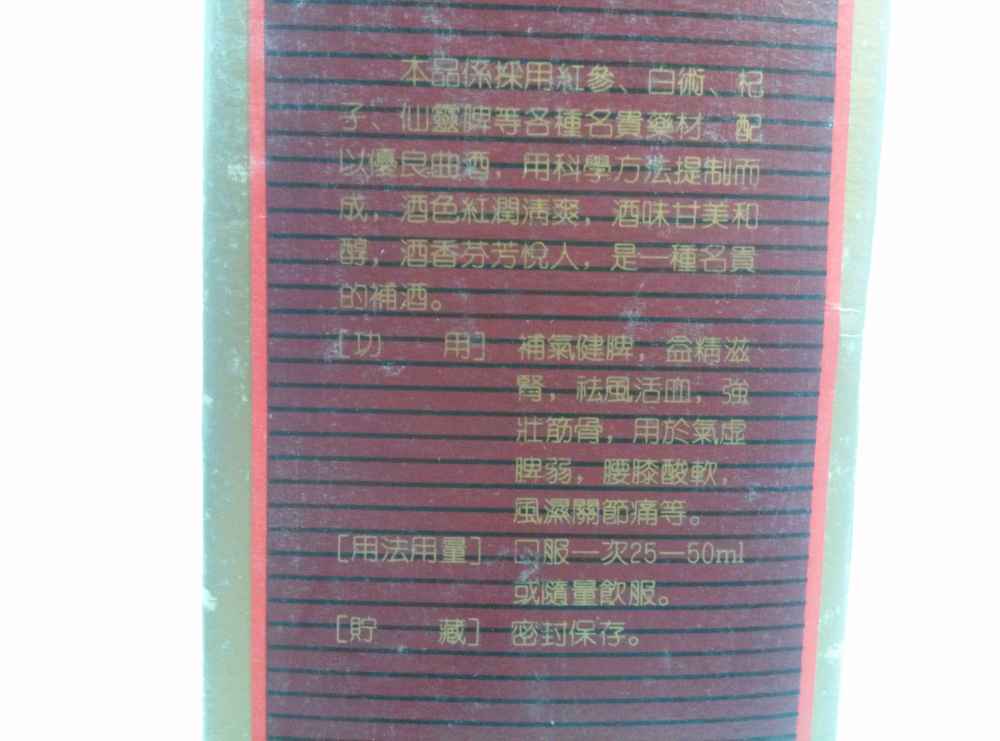 本品係採用紅參、白術、杞
子、仙靈脾等各種名貴藥材，配
以優良曲酒，用科學方法提制而
成，酒色紅潤清爽，酒味甘美和
醇，酒香芬芳悅人，是一種名貴
的補酒。
[功 用] 補氣健脾，益精滋
腎，祛風活血，強
壯筋骨，用於氣虛
脾弱，腰膝酸軟，
風濕關節痛等。
[用法用量] 口服一次25—50ml
或隨量飲服。
[貯 藏] 密封保存。